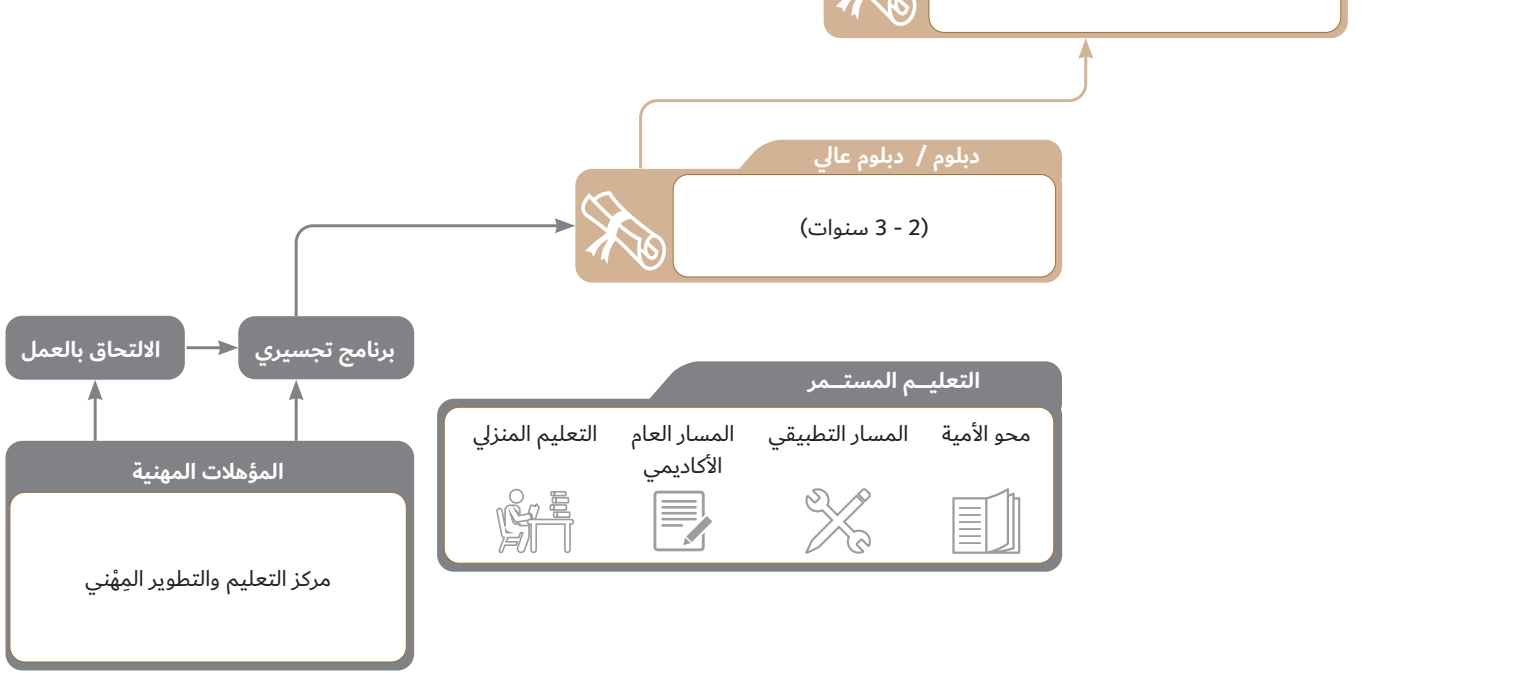 دبلوم / دبلوم عالي
(2 - 3 سنوات)
برنامج تجسيري
الالتحاق بالعمل
التعليــم المستــمر
محو الأمية
المسار التطبيقي
المسار العام
الأكاديمي
التعليم المنزلي
المؤهلات المهنية
مركز التعليم والتطوير المِهْني